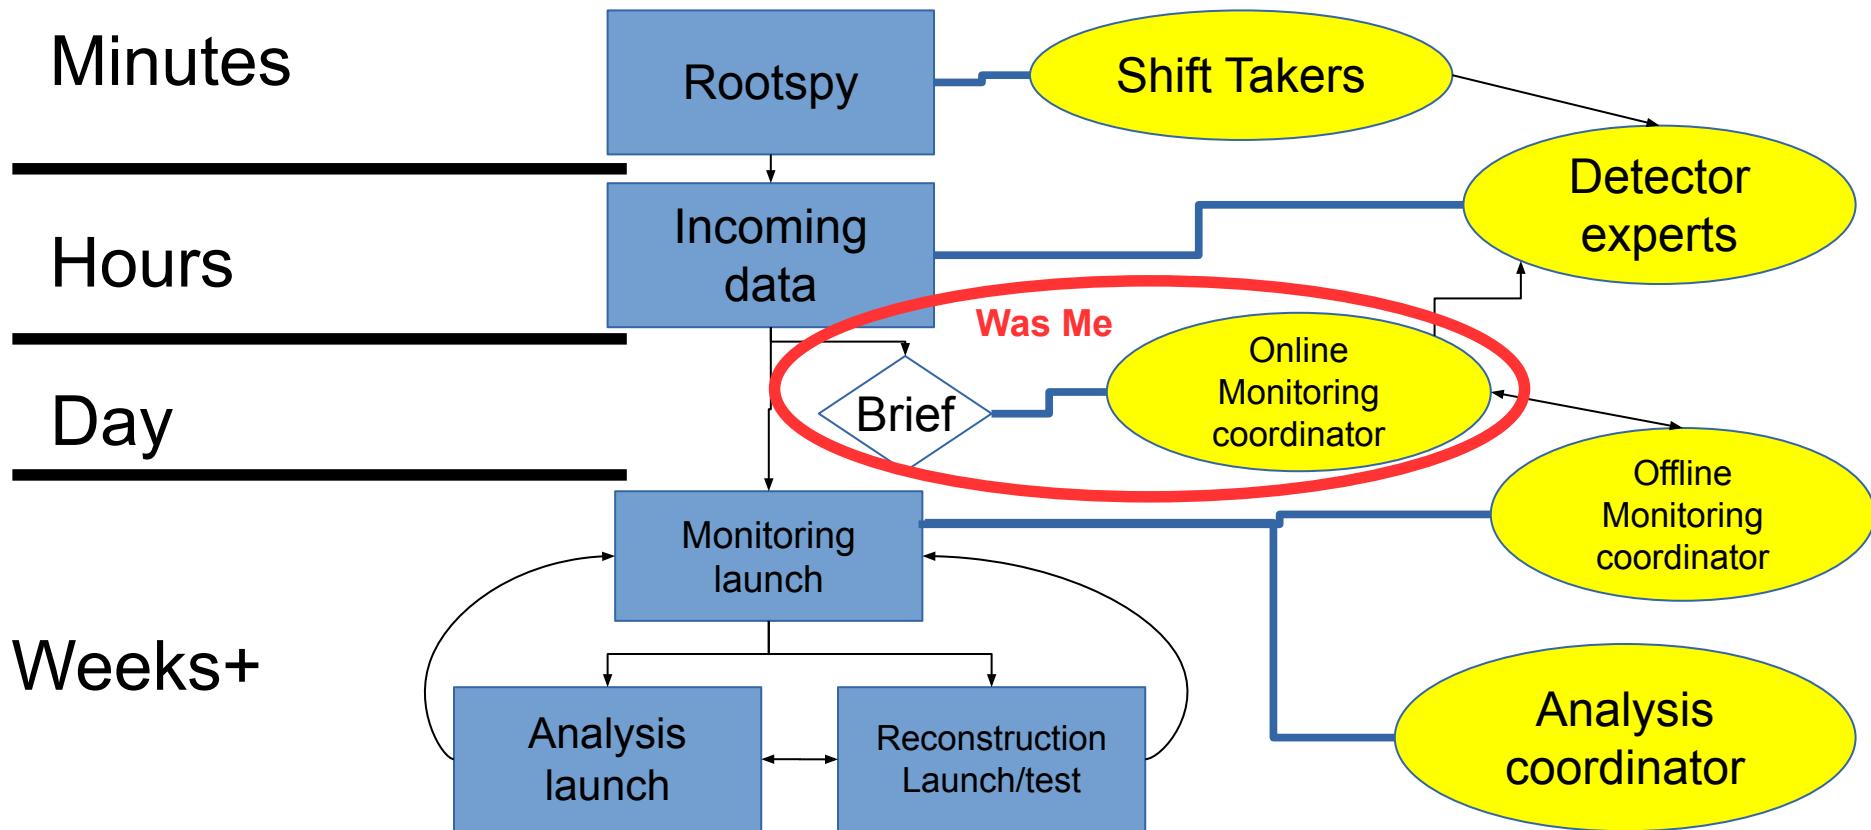 Minutes
Rootspy
Shift Takers
Detector
experts
Hours
Incoming
data
Was Me
Online
Monitoring
coordinator
Day
Brief
Offline
Monitoring
coordinator
Monitoring
launch
Weeks+
Analysis
launch
Reconstruction
Launch/test
Analysis
coordinator